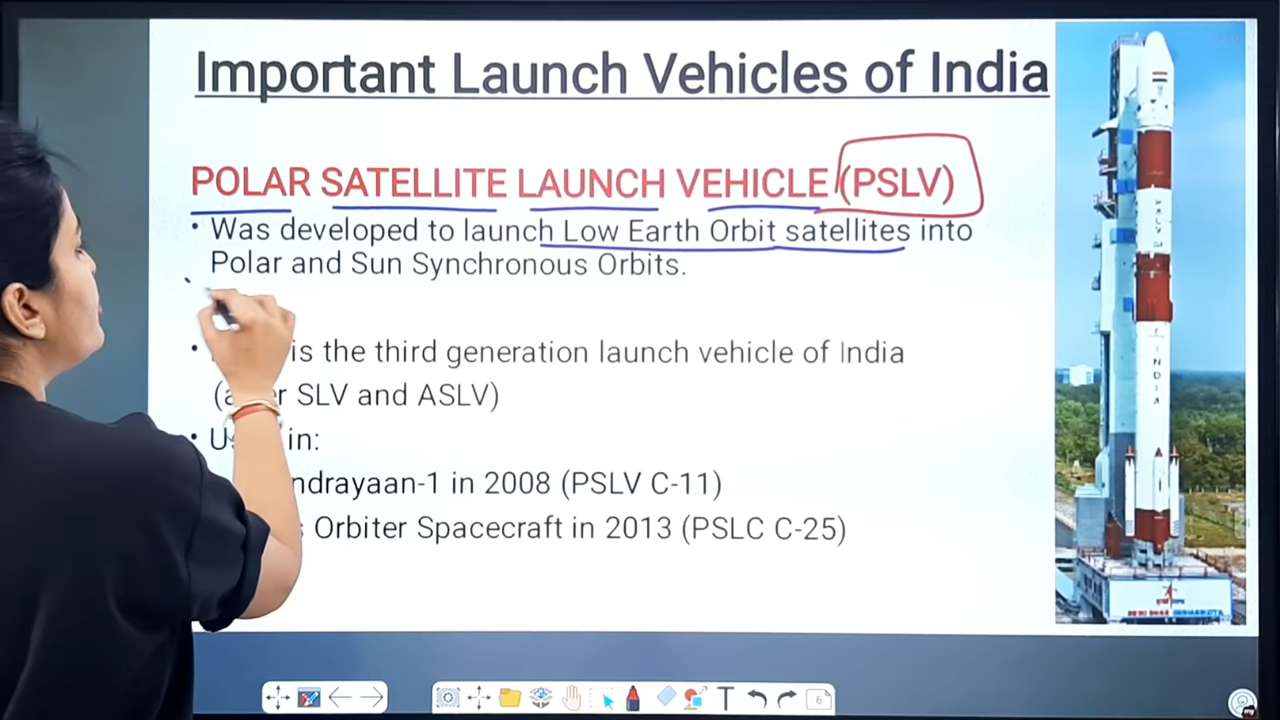 Important Launch Vehicles of India
POLAR SATELLITE LAUNCH VEHICLE (PSLV)
• Was developed to launch Low Earth Orbit satellites into
Polar and Sun Synchronous Orbits.
• is the third generation launch vehicle of India
SLV and ASLV)
• in:
in 2008 (PSLV C-11)
Orbiter Spacecraft in 2013 (PSLC C-25)
INDIA
T
6